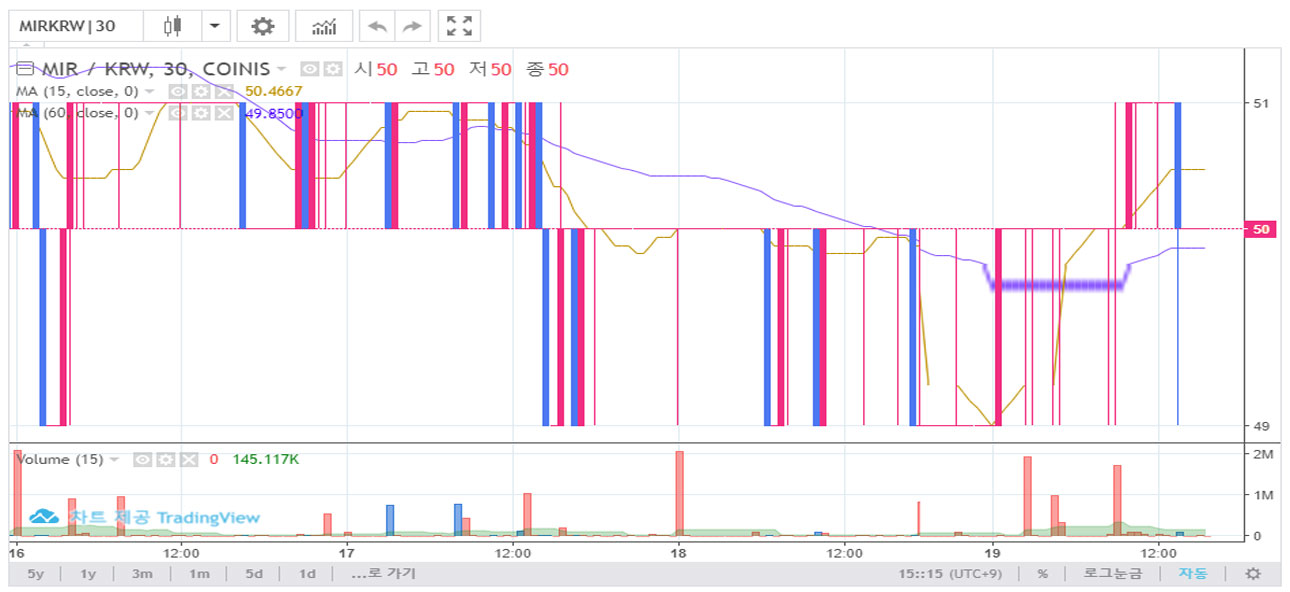 MIRKRW|30
MIR / KRW, 30, COINIS 시50 고50 저50 종50
MA (15, close, 0) 50.4667
MA (60, close, 0) 49.8500
51
50
49
Volume (15) 0 145.117K
2M
1M
0
차트 제공 TradingView
16 12:00 17 12:00 18 12:00 19 12:00
5y 1y 3m 1m 5d 1d ...로 가기 15::15 (UTC+9) % 로그눈금 자동